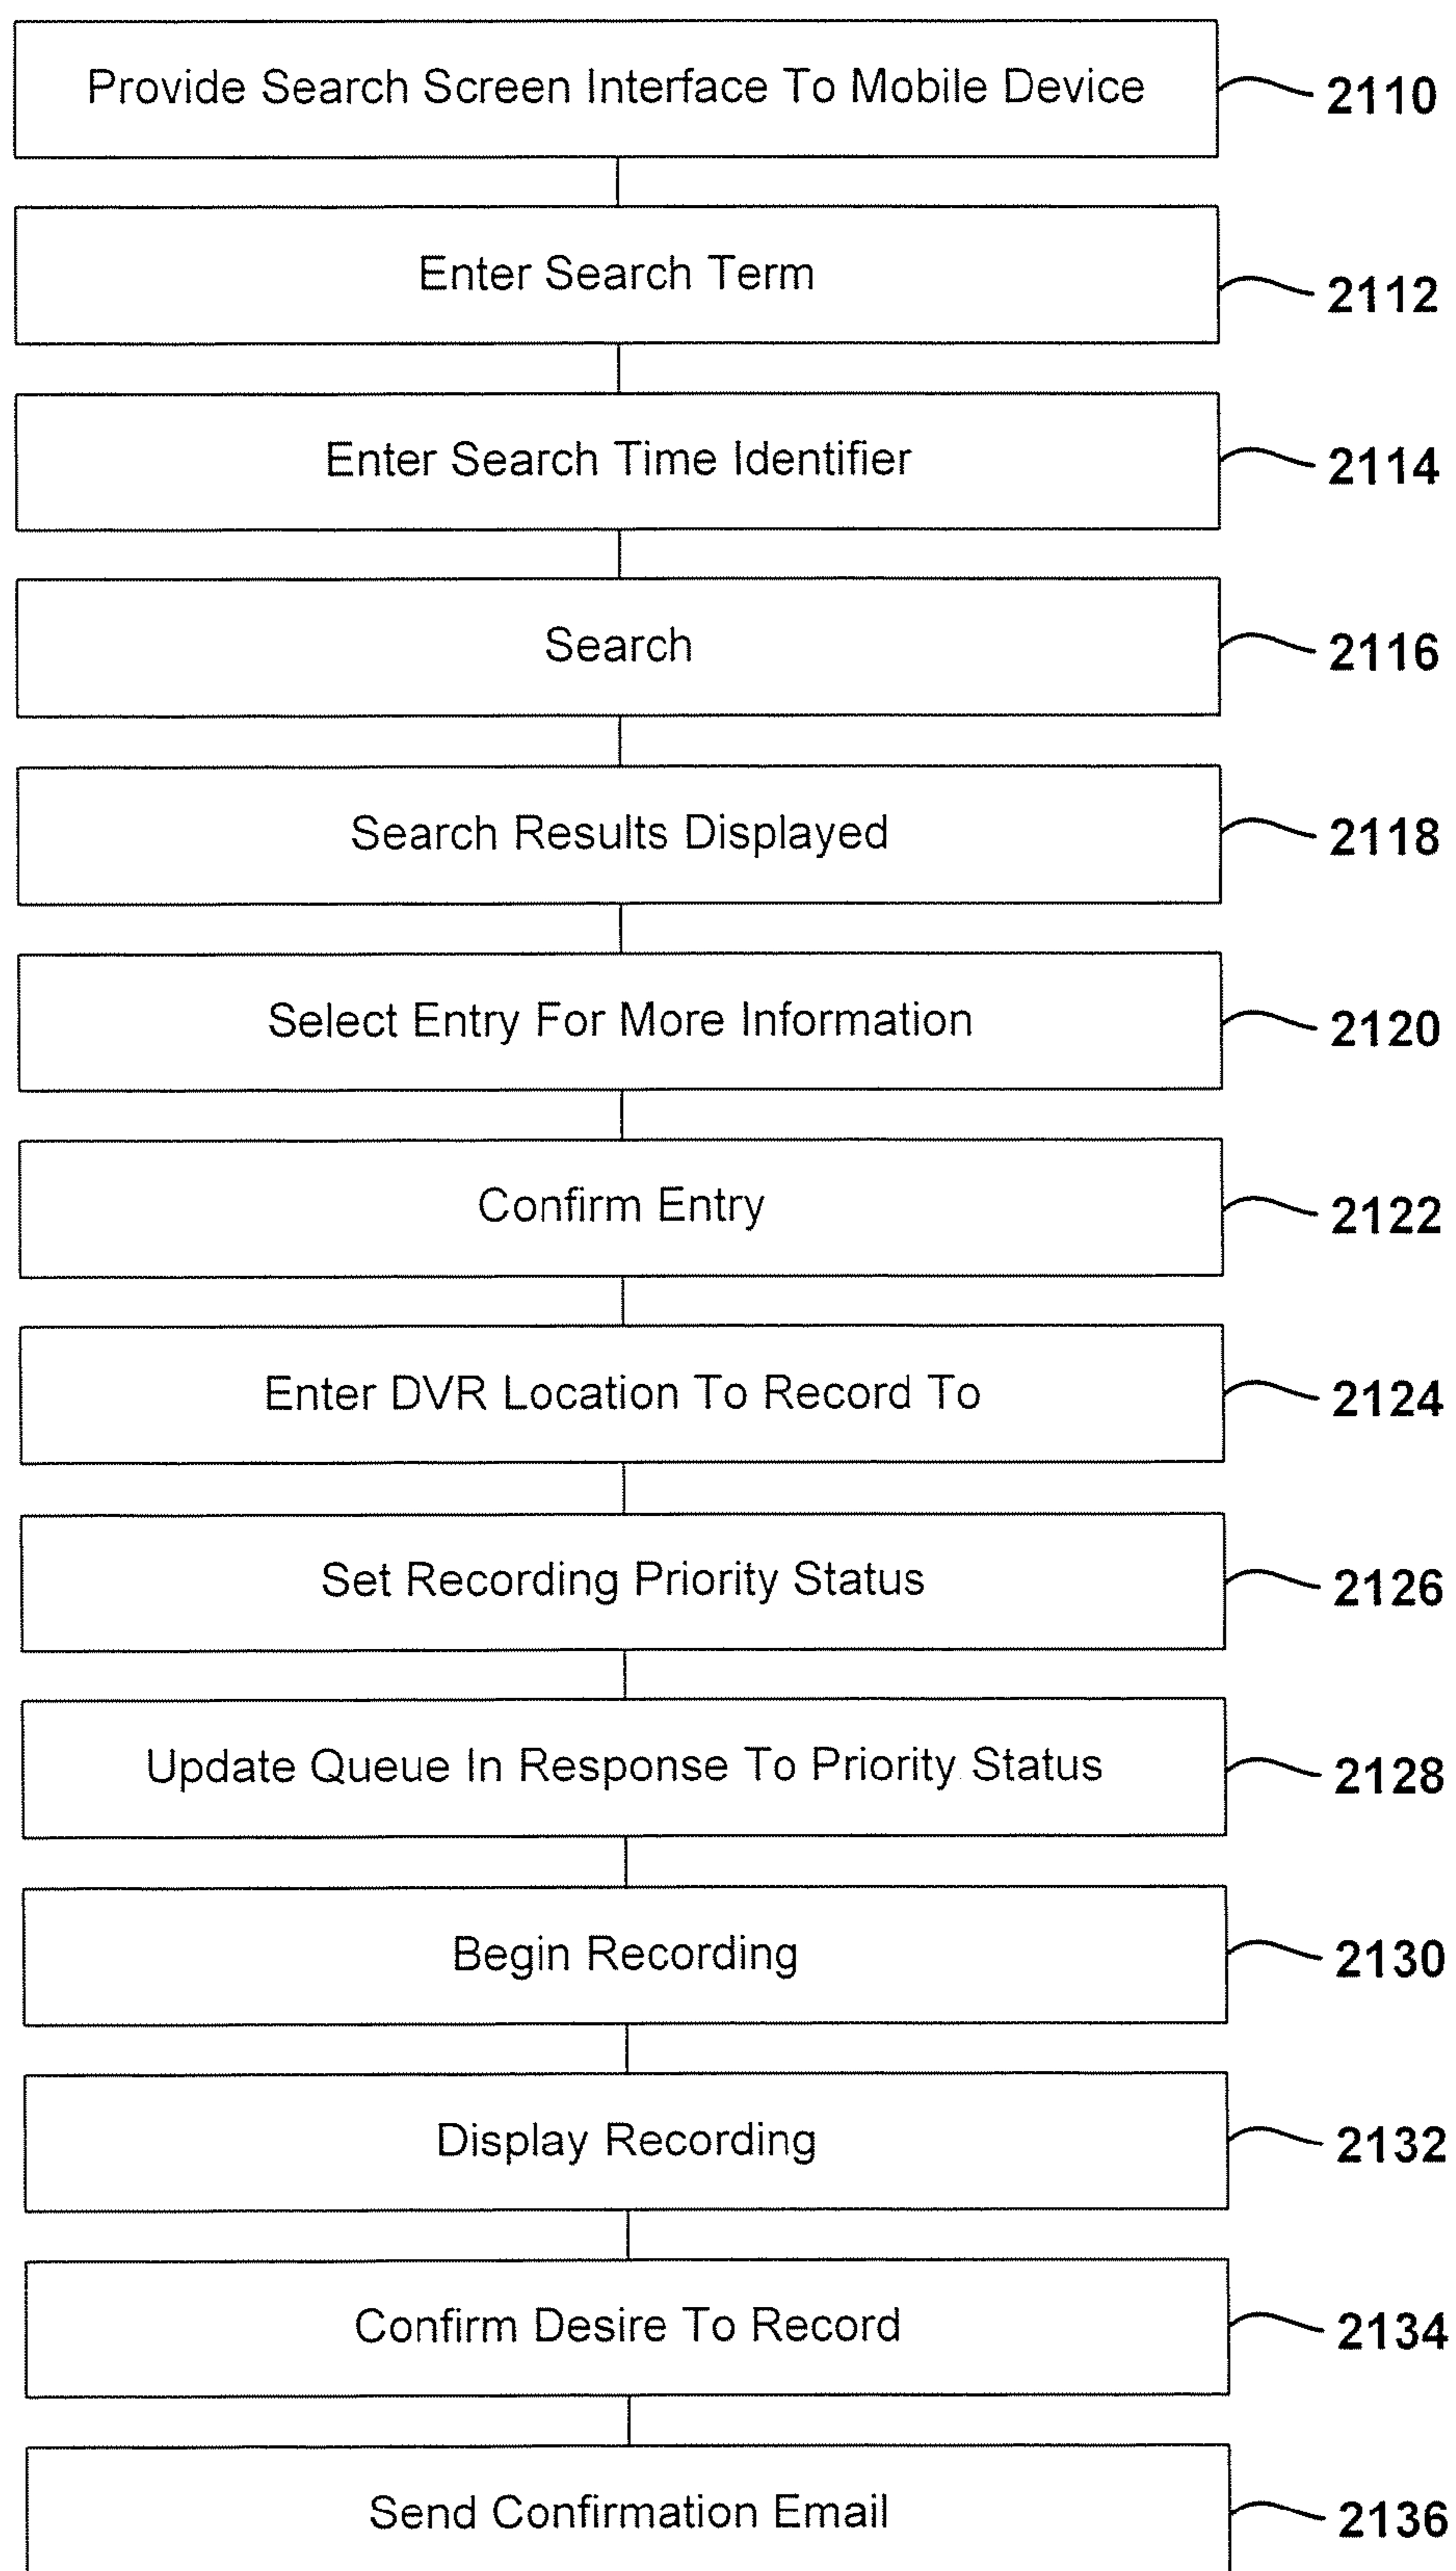 Provide Search Screen Interface To Mobile Device 2110
Enter Search Term 2112
Enter Search Time Identifier 2114
Search 2116
Search Results Displayed 2118
Select Entry For More Information 2120
Confirm Entry 2122
Enter DVR Location To Record To 2124
Set Recording Priority Status 2126
Update Queue In Response To Priority Status 2128
Begin Recording 2130
Display Recording 2132
Confirm Desire To Record 2134
Send Confirmation Email 2136